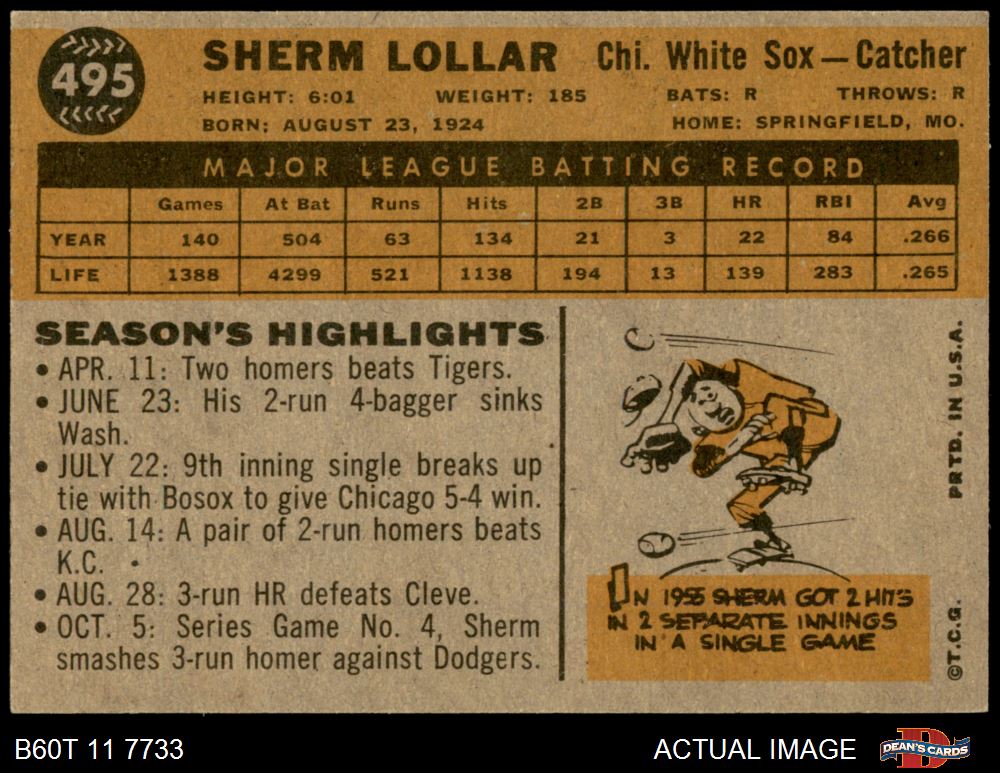 495
SHERM LOLLAR Chi. White Sox — Catcher
HEIGHT: 6:01 WEIGHT: 185 BATS: R THROWS: R
BORN: AUGUST 23, 1924 HOME: SPRINGFIELD, MO.
MAJOR LEAGUE BATTING RECORD
Games At Bat Runs Hits 2B 3B HR RBI Avg
YEAR 140 504 63 134 21 3 22 84 .266
LIFE 1388 4299 521 1138 194 13 139 283 .265
SEASON'S HIGHLIGHTS
• APR. 11: Two homers beats Tigers.
• JUNE 23: His 2-run 4-bagger sinks
Wash.
• JULY 22: 9th inning single breaks up
tie with Bosox to give Chicago 5-4 win.
• AUG. 14: A pair of 2-run homers beats
K.C.
• AUG. 28: 3-run HR defeats Cleve.
• OCT. 5: Series Game No. 4, Sherm
smashes 3-run homer against Dodgers.
IN 1955 SHERM GOT 2 HITS
IN 2 SEPARATE INNINGS
IN A SINGLE GAME
©T.C.G. PRTD. IN U.S.A.
B60T 11 7733 ACTUAL IMAGE DEAN'S CARDS